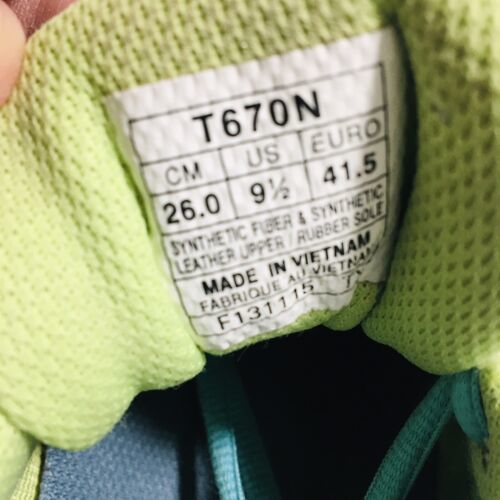 T670N
CM US EURO
26.0 9½ 41.5
SYNTHETIC FIBER & SYNTHETIC
LEATHER UPPER / RUBBER SOLE
MADE IN VIETNAM
FABRIQUE AU VIETNAM
F131115